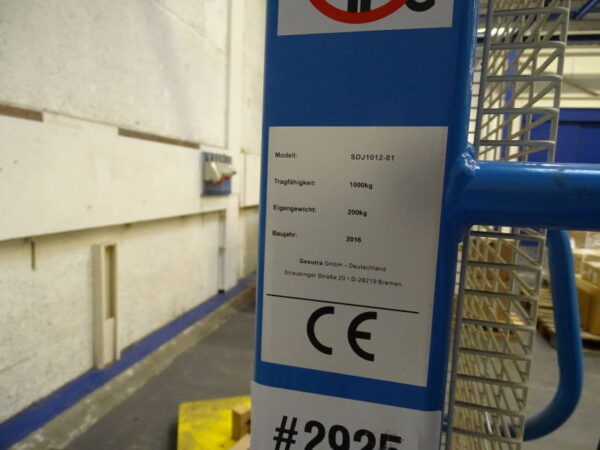 Modell: SDJ1012-01
Tragfähigkeit: 1000kg
Eigengewicht: 200kg
Baujahr: 2016
Gesutra GmbH – Deutschland
Straubinger Straße 20 • D-28219 Bremen
CE
#2925